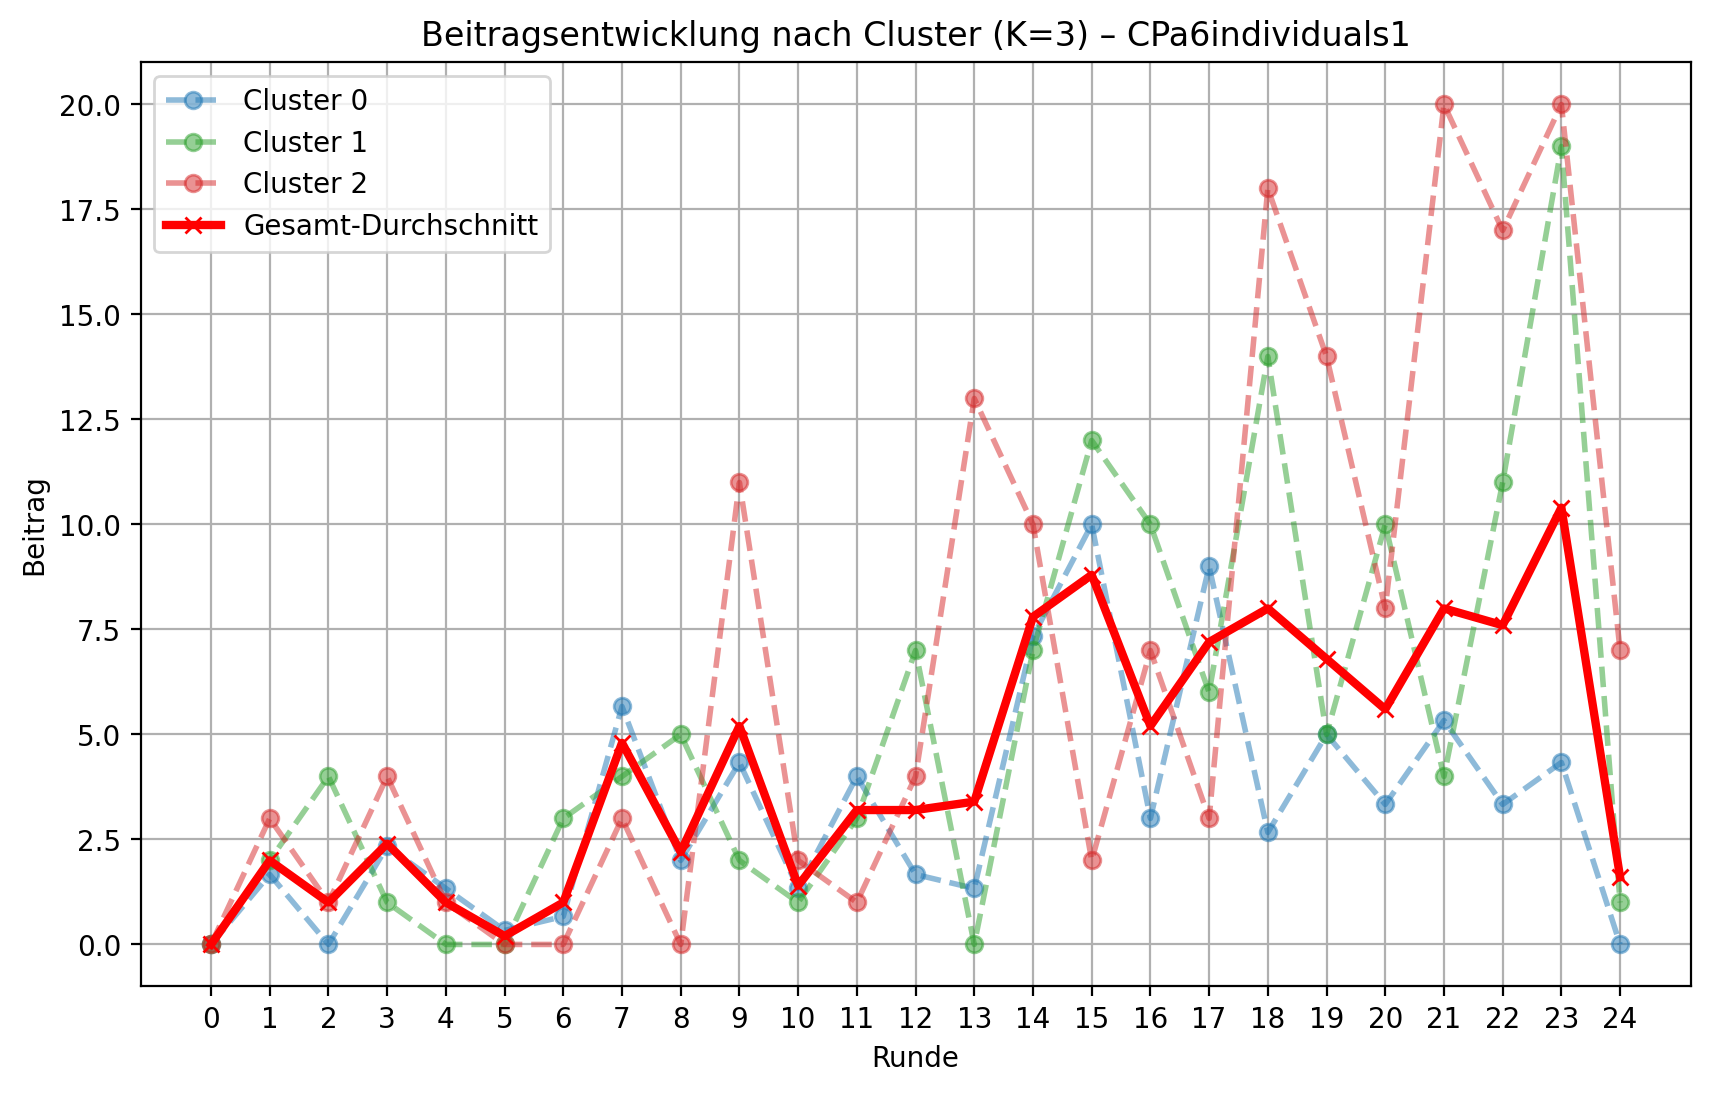 Beitragsentwicklung nach Cluster (K=3) – CPa6individuals1
Cluster 0
Cluster 1
Cluster 2
Gesamt-Durchschnitt
20.0
17.5
15.0
12.5
10.0
7.5
5.0
2.5
0.0
Beitrag
0 1 2 3 4 5 6 7 8 9 10 11 12 13 14 15 16 17 18 19 20 21 22 23 24
Runde